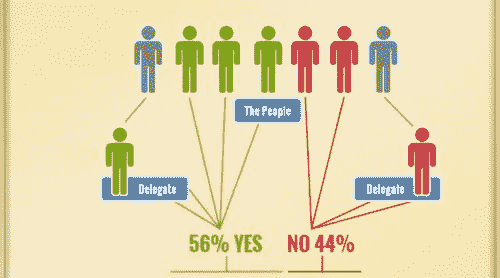 The People
Delegate
Delegate
56% YES
NO 44%